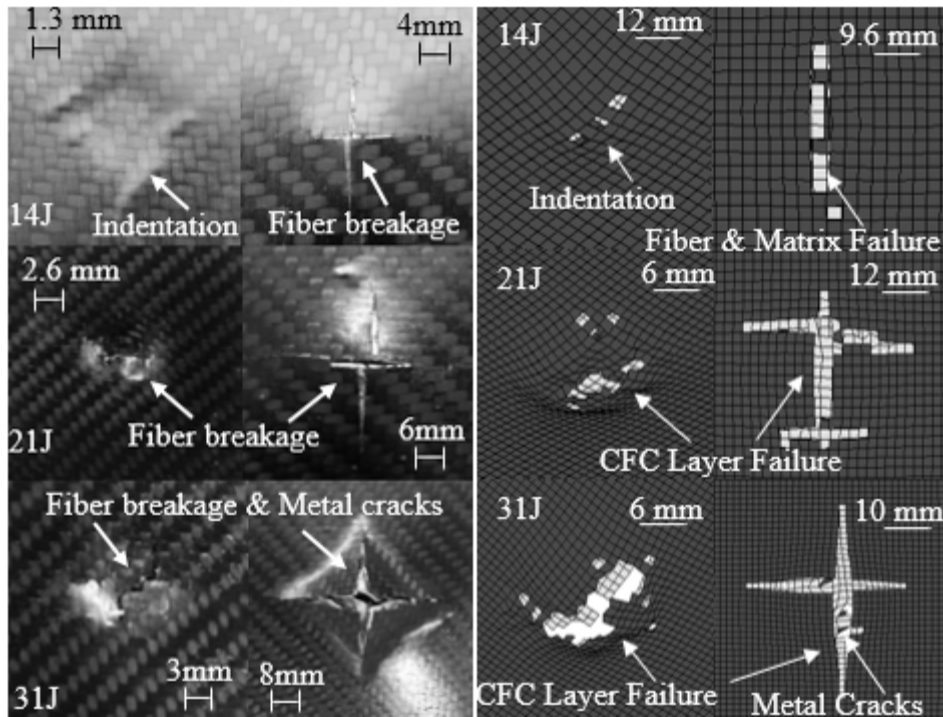 1.3 mm
4mm
Indentation
Fiber breakage
14J
2.6 mm
Fiber breakage
21J
6mm
Fiber breakage & Metal cracks
3mm
8mm
31J
14J
12 mm
9.6 mm
Indentation
Fiber & Matrix Failure
21J
6 mm
12 mm
CFC Layer Failure
31J
6 mm
10 mm
CFC Layer Failure
Metal Cracks